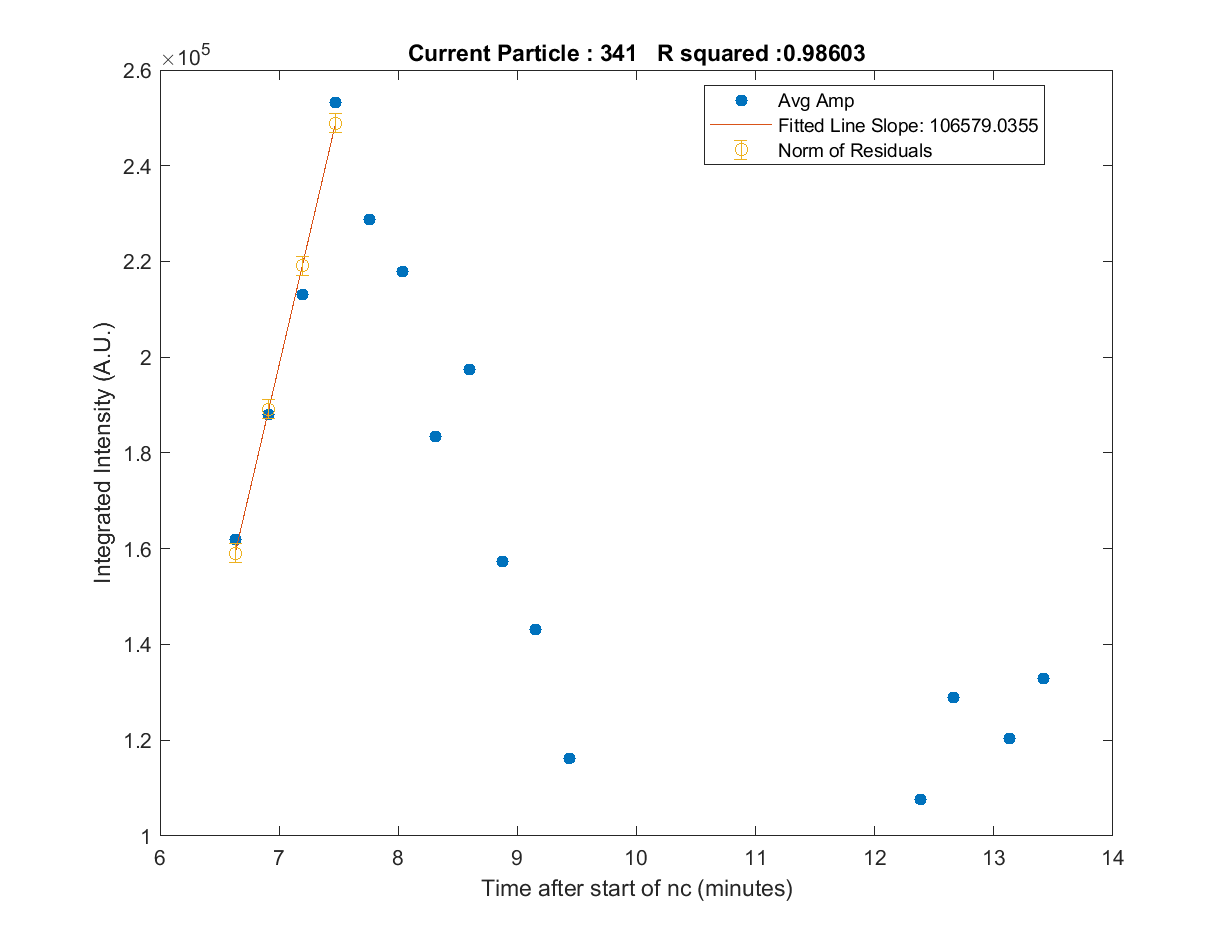 Current Particle : 341   R squared :0.98603
×10^5
2.6
2.4
2.2
2
1.8
1.6
1.4
1.2
1
6 7 8 9 10 11 12 13 14
Integrated Intensity (A.U.)
Time after start of nc (minutes)
Avg Amp
Fitted Line Slope: 106579.0355
Norm of Residuals